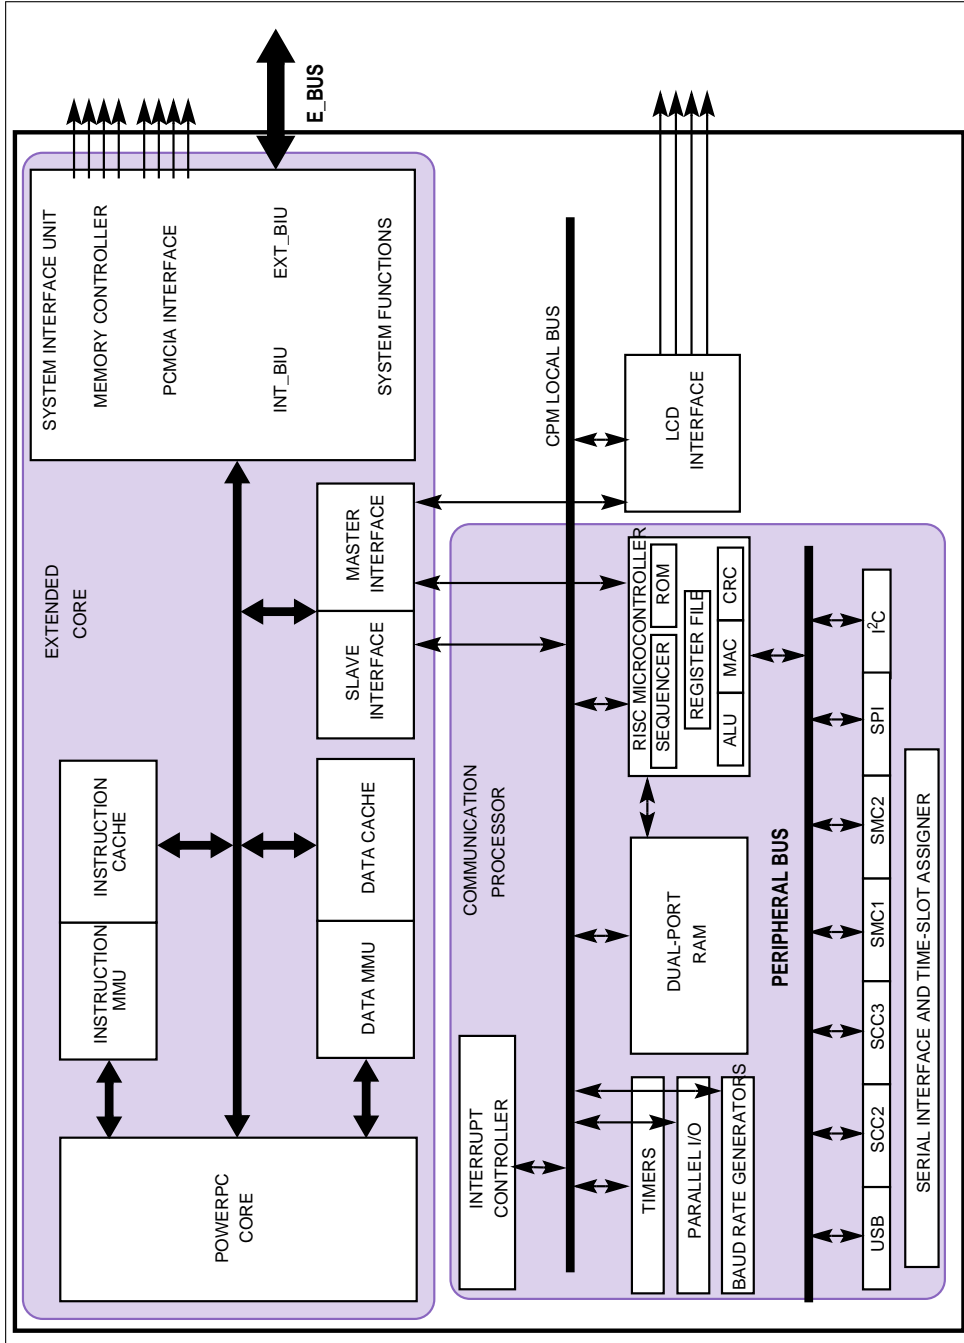 EXTENDED
CORE
POWERPC
CORE
INSTRUCTION
MMU
INSTRUCTION
CACHE
DATA MMU
DATA CACHE
SLAVE
INTERFACE
MASTER
INTERFACE
SYSTEM INTERFACE UNIT
MEMORY CONTROLLER
PCMCIA INTERFACE
INT_BIU
EXT_BIU
SYSTEM FUNCTIONS
E_BUS
COMMUNICATION
PROCESSOR
INTERRUPT
CONTROLLER
CPM LOCAL BUS
TIMERS
PARALLEL I/O
BAUD RATE GENERATORS
DUAL-PORT
RAM
RISC MICROCONTROLLER
SEQUENCER
ROM
REGISTER FILE
ALU
MAC
CRC
LCD
INTERFACE
PERIPHERAL BUS
USB
SCC2
SCC3
SMC1
SMC2
SPI
I²C
SERIAL INTERFACE AND TIME-SLOT ASSIGNER